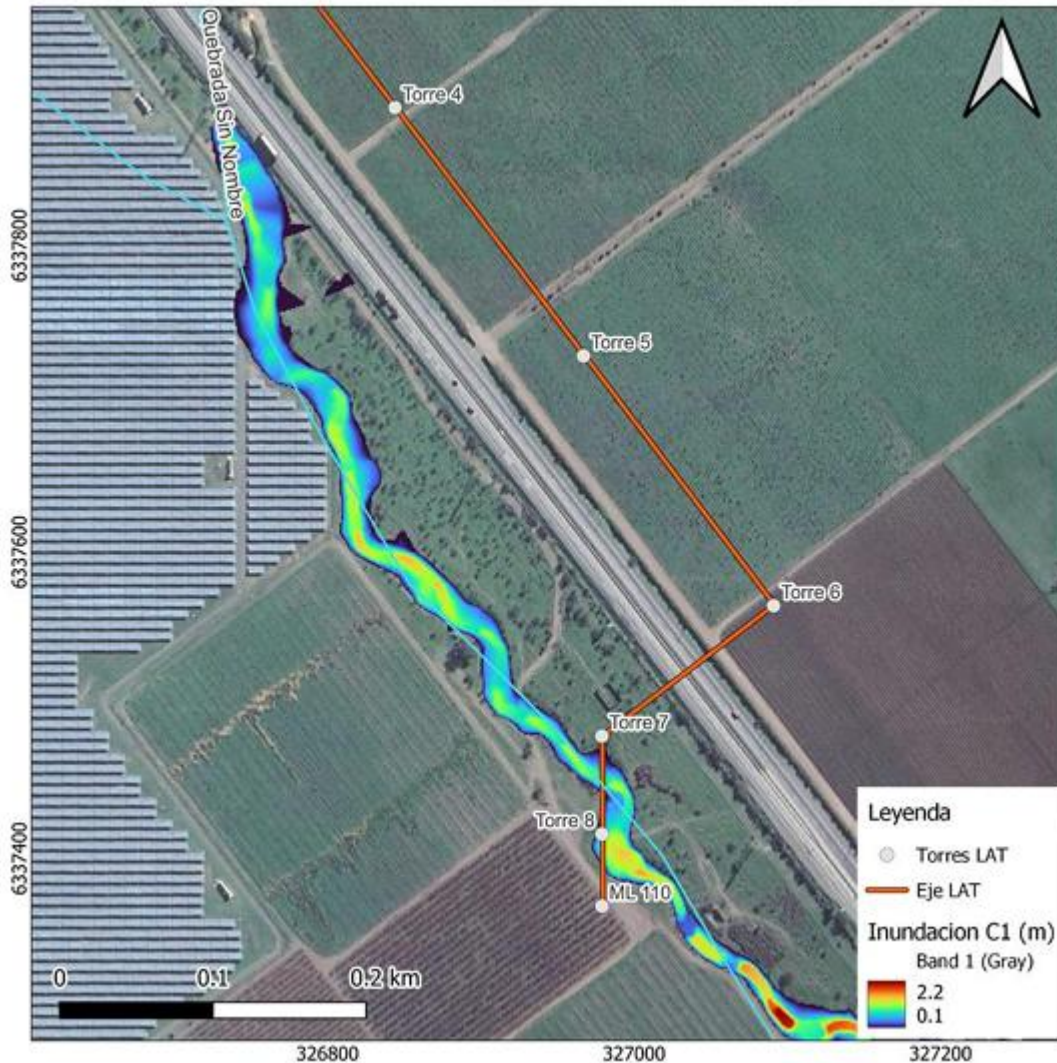 Quebrada Sin Nombre
Torre 4
6337800
Torre 5
6337600
Torre 6
Torre 7
Torre 8
6337400
ML 110
Leyenda
Torres LAT
Eje LAT
Inundacion C1 (m)
Band 1 (Gray)
2.2
0.1
0 0.1 0.2 km
326800 327000 327200